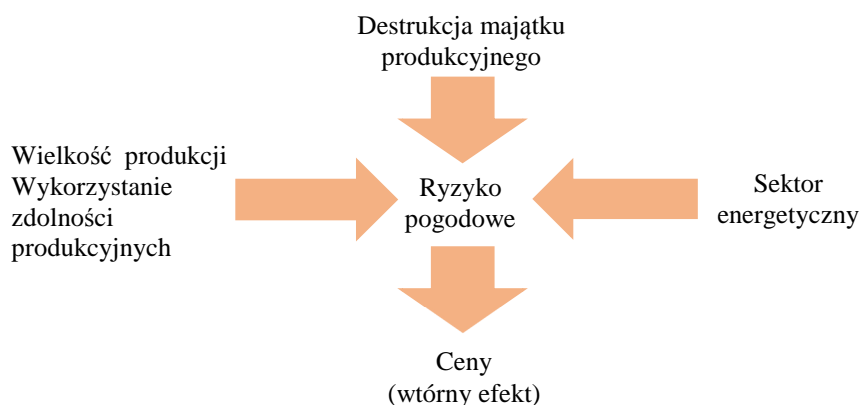 Destrukcja majątku
produkcyjnego
Wielkość produkcji
Wykorzystanie
zdolności
produkcyjnych
Ryzyko
pogodowe
Sektor
energetyczny
Ceny
(wtórny efekt)